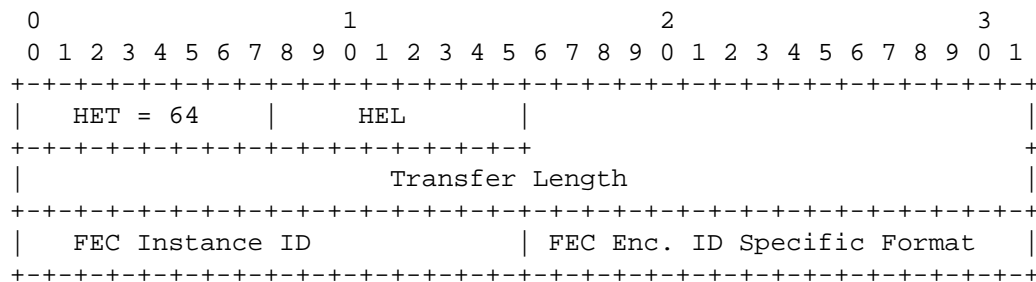 0                   1                   2                   3
 0 1 2 3 4 5 6 7 8 9 0 1 2 3 4 5 6 7 8 9 0 1 2 3 4 5 6 7 8 9 0 1
+-+-+-+-+-+-+-+-+-+-+-+-+-+-+-+-+-+-+-+-+-+-+-+-+-+-+-+-+-+-+-+-+
|   HET = 64    |     HEL       |                               |
+-+-+-+-+-+-+-+-+-+-+-+-+-+-+-+-+                               +
|                       Transfer Length                         |
+-+-+-+-+-+-+-+-+-+-+-+-+-+-+-+-+-+-+-+-+-+-+-+-+-+-+-+-+-+-+-+-+
|   FEC Instance ID             | FEC Enc. ID Specific Format   |
+-+-+-+-+-+-+-+-+-+-+-+-+-+-+-+-+-+-+-+-+-+-+-+-+-+-+-+-+-+-+-+-+